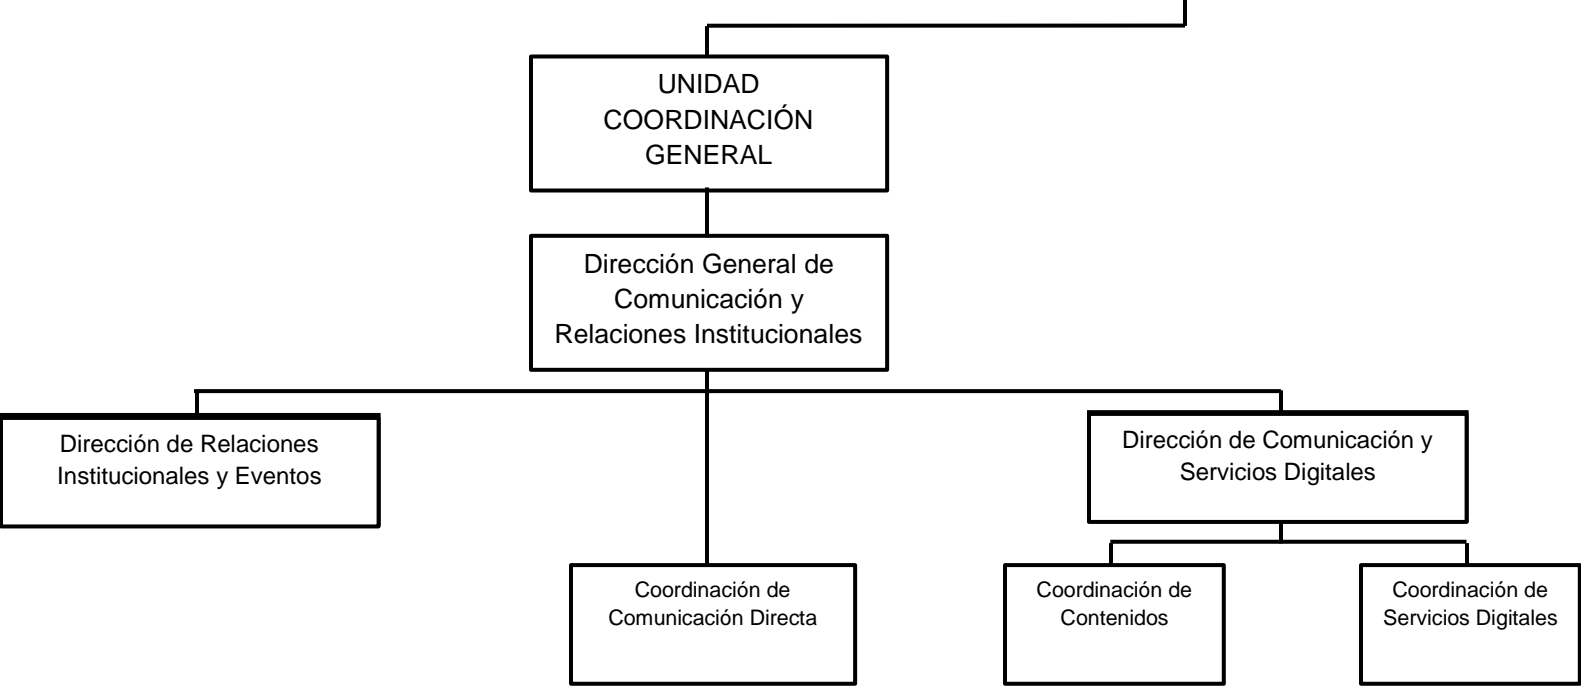 UNIDAD
COORDINACIÓN
GENERAL
Dirección General de
Comunicación y
Relaciones Institucionales
Dirección de Relaciones
Institucionales y Eventos
Dirección de Comunicación y
Servicios Digitales
Coordinación de
Comunicación Directa
Coordinación de
Contenidos
Coordinación de
Servicios Digitales